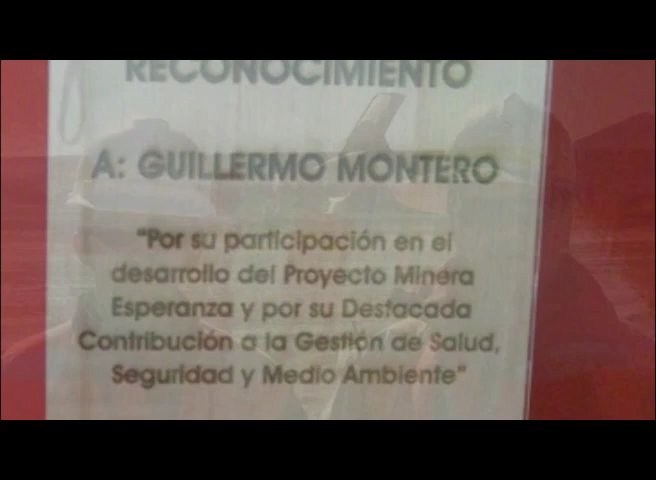 RECONOCIMIENTO
A: GUILLERMO MONTERO
"Por su participación en el
desarrollo del Proyecto Minera
Esperanza y por su Destacada
Contribución a la Gestión de Salud,
Seguridad y Medio Ambiente"